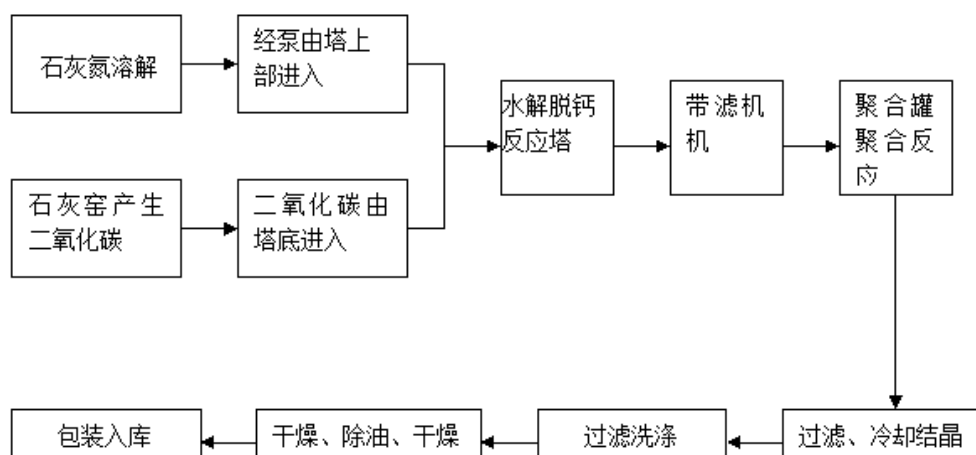 石灰氮溶解
经泵由塔上
部进入
水解脱钙
反应塔
带滤机
机
聚合罐
聚合反
应
石灰窑产生
二氧化碳
二氧化碳由
塔底进入
包装入库
干燥、除油、干燥
过滤洗涤
过滤、冷却结晶